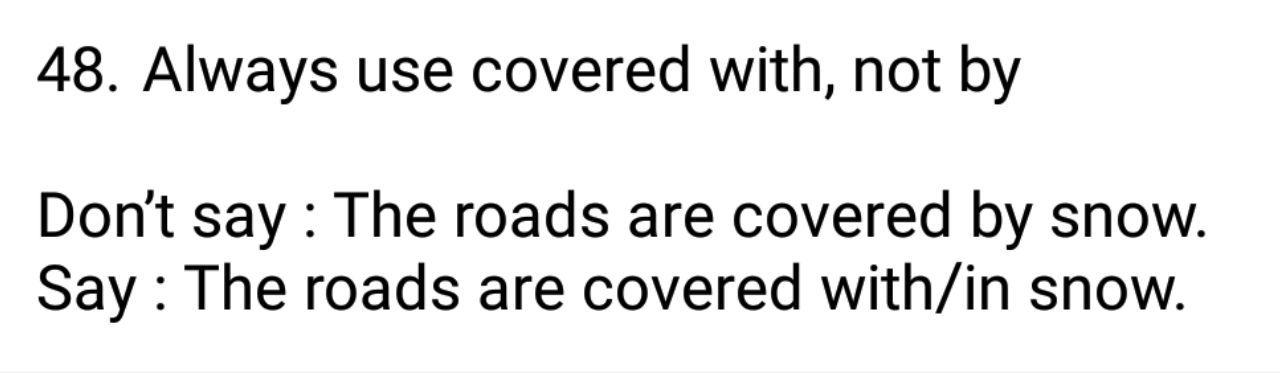 48. Always use covered with, not by
Don’t say : The roads are covered by snow.
Say : The roads are covered with/in snow.